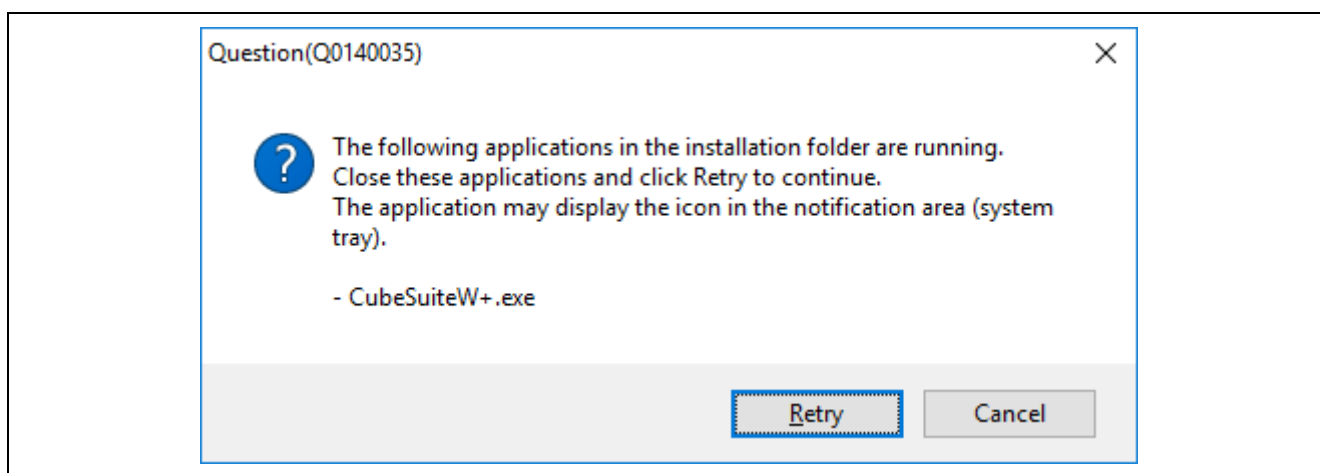 Question(Q0140035)
The following applications in the installation folder are running.
Close these applications and click Retry to continue.
The application may display the icon in the notification area (system
tray).
- CubeSuiteW+.exe
Retry
Cancel